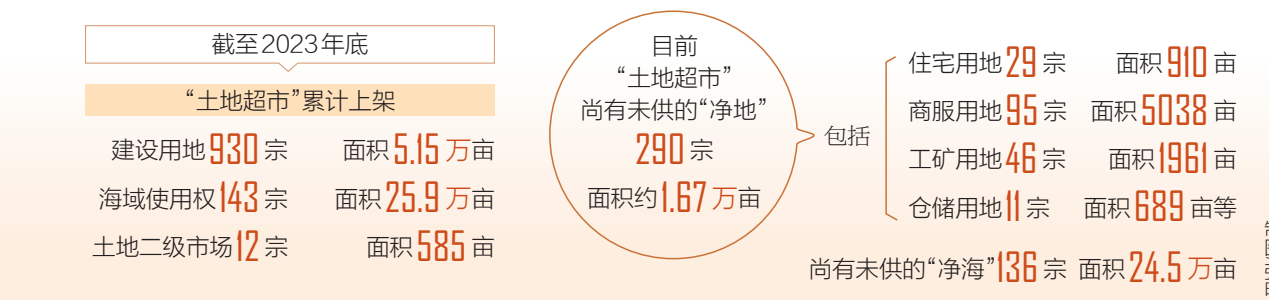 截至2023年底
“土地超市”累计上架
建设用地930宗 面积5.15万亩
海域使用权143宗 面积25.9万亩
土地二级市场12宗 面积585亩
目前
“土地超市”
尚有未供的“净地”
290宗
面积约1.67万亩
包括
住宅用地29宗 面积910亩
商服用地95宗 面积5038亩
工矿用地46宗 面积1961亩
仓储用地11宗 面积689亩等
尚有未供的“净海”136宗 面积24.5万亩